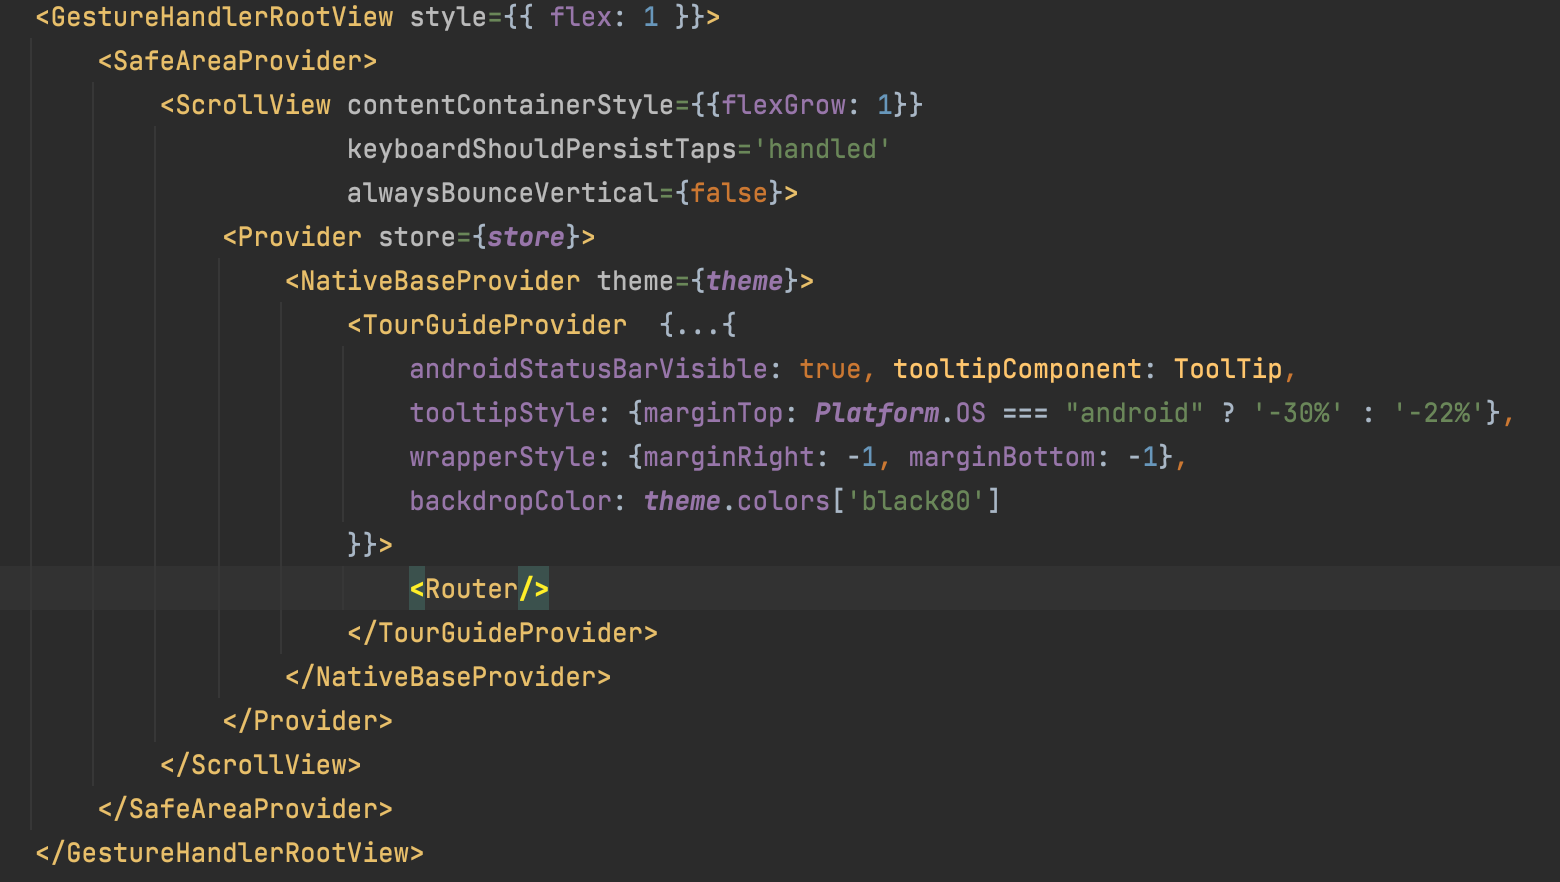 <GestureHandlerRootView style={{ flex: 1 }}>
<SafeAreaProvider>
<ScrollView contentContainerStyle={{flexGrow: 1}}
keyboardShouldPersistTaps='handled'
alwaysBounceVertical={false}>
<Provider store={store}>
<NativeBaseProvider theme={theme}>
<TourGuideProvider  {...{
androidStatusBarVisible: true, tooltipComponent: ToolTip,
tooltipStyle: {marginTop: Platform.OS === "android" ? '-30%' : '-22%'},
wrapperStyle: {marginRight: -1, marginBottom: -1},
backdropColor: theme.colors['black80']
}}>
<Router/>
</TourGuideProvider>
</NativeBaseProvider>
</Provider>
</ScrollView>
</SafeAreaProvider>
</GestureHandlerRootView>